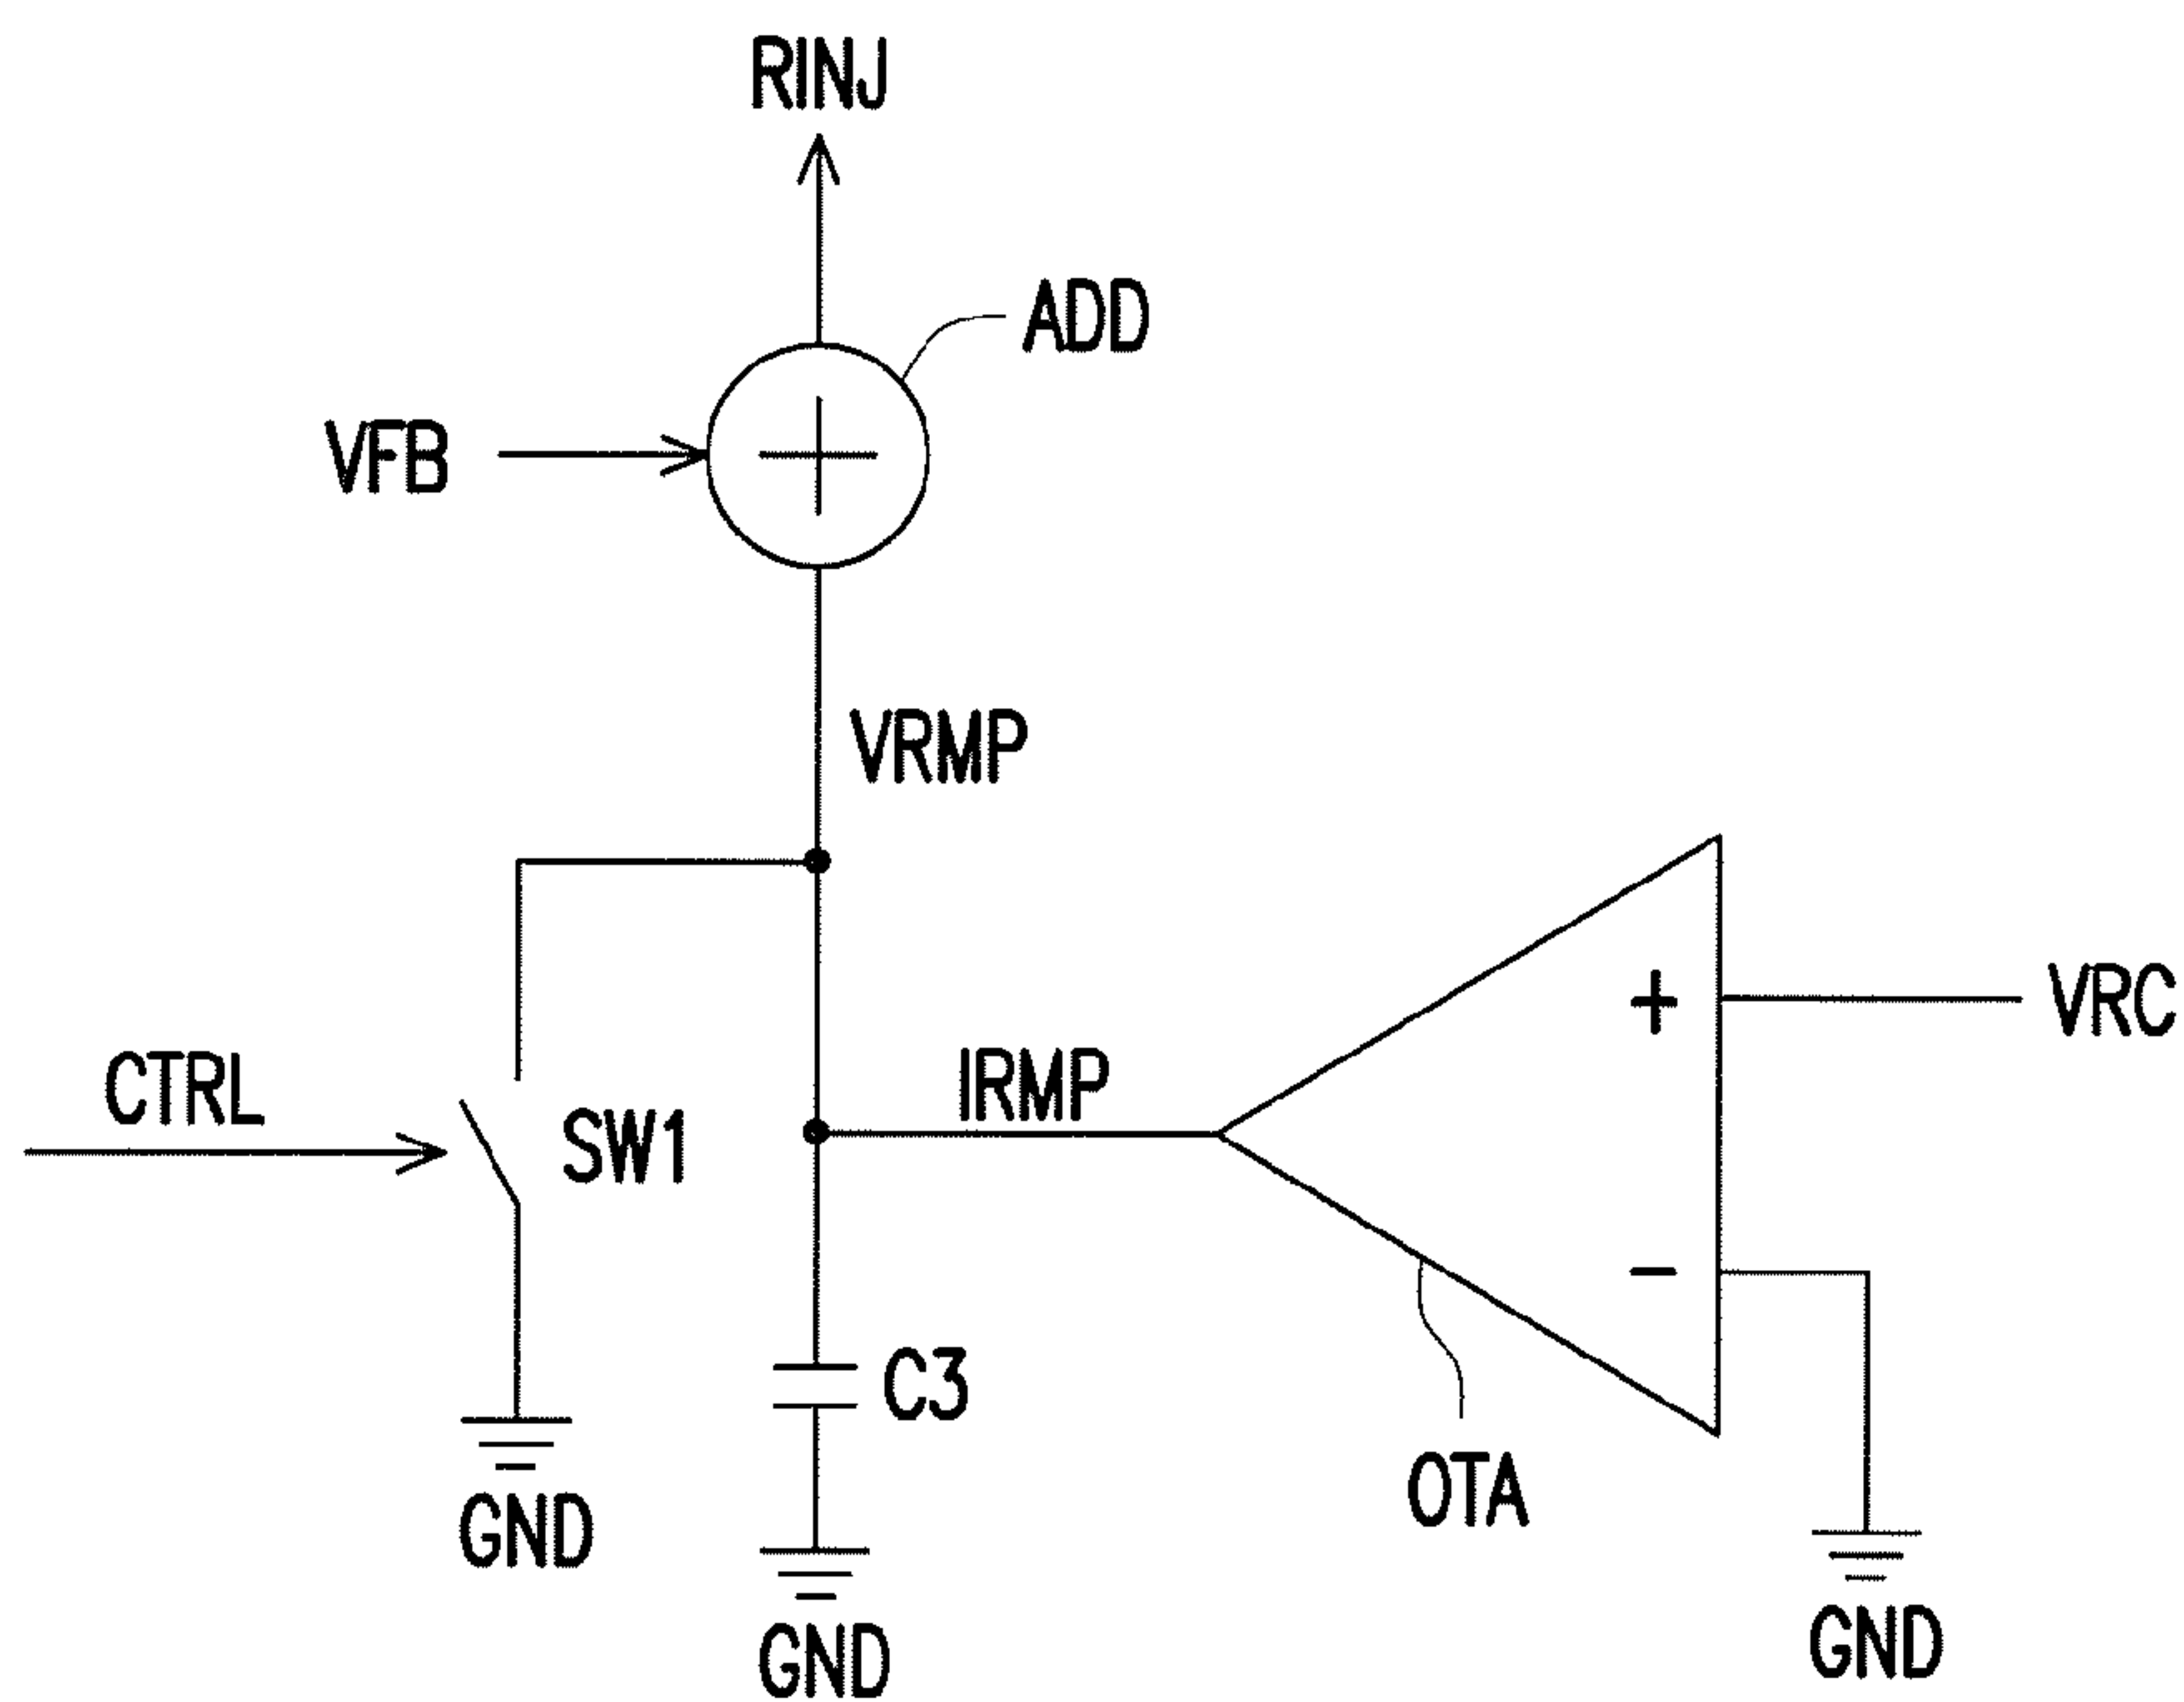 RINJ
ADD
VFB
VRMP
VRC
+
IRMP
CTRL
SW1
-
C3
OTA
GND
GND
GND